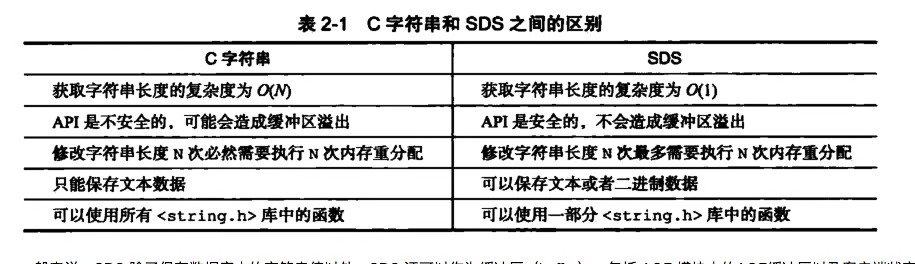 表 2-1 C 字符串和 SDS 之间的区别
C 字符串 SDS
获取字符串长度的复杂度为 O(N) 获取字符串长度的复杂度为 O(1)
API 是不安全的，可能会造成缓冲区溢出 API 是安全的，不会造成缓冲区溢出
修改字符串长度 N 次必然需要执行 N 次内存重分配 修改字符串长度 N 次最多需要执行 N 次内存重分配
只能保存文本数据 可以保存文本或者二进制数据
可以使用所有 <string.h> 库中的函数 可以使用一部分 <string.h> 库中的函数